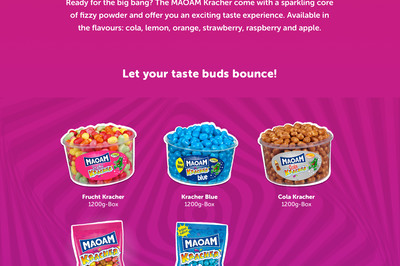 Ready for the big bang? The MAOAM Kracher come with a sparkling core
of fizzy powder and offer you an exciting taste experience. Available in
the flavours: cola, lemon, orange, strawberry, raspberry and apple.
Let your taste buds bounce!
MAOAM
KRACHER
MAOAM
KRACHER
blue
MAOAM
KRACHER
Frucht Kracher
1200g-Box
Kracher Blue
1200g-Box
Cola Kracher
1200g-Box
MAOAM
KRACHER
MAOAM
KRACHER